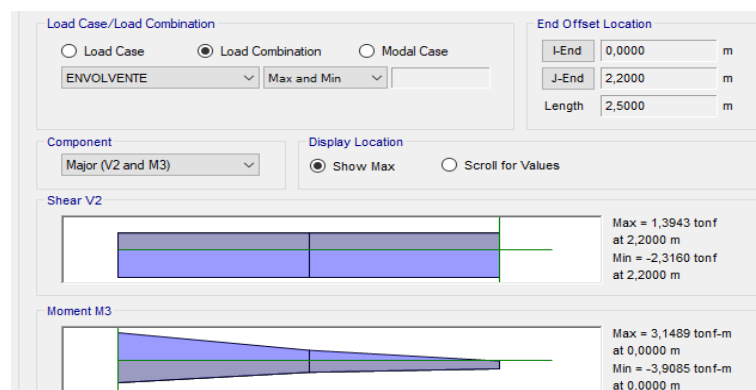 Load Case/Load Combination
Load Case
Load Combination
Modal Case
ENVOLVENTE
Max and Min
End Offset Location
I-End
0,0000
m
J-End
2,2000
m
Length
2,5000
m
Component
Major (V2 and M3)
Display Location
Show Max
Scroll for Values
Shear V2
Max = 1,3943 tonf
at 2,2000 m
Min = -2,3160 tonf
at 2,2000 m
Moment M3
Max = 3,1489 tonf-m
at 0,0000 m
Min = -3,9085 tonf-m
at 0,0000 m